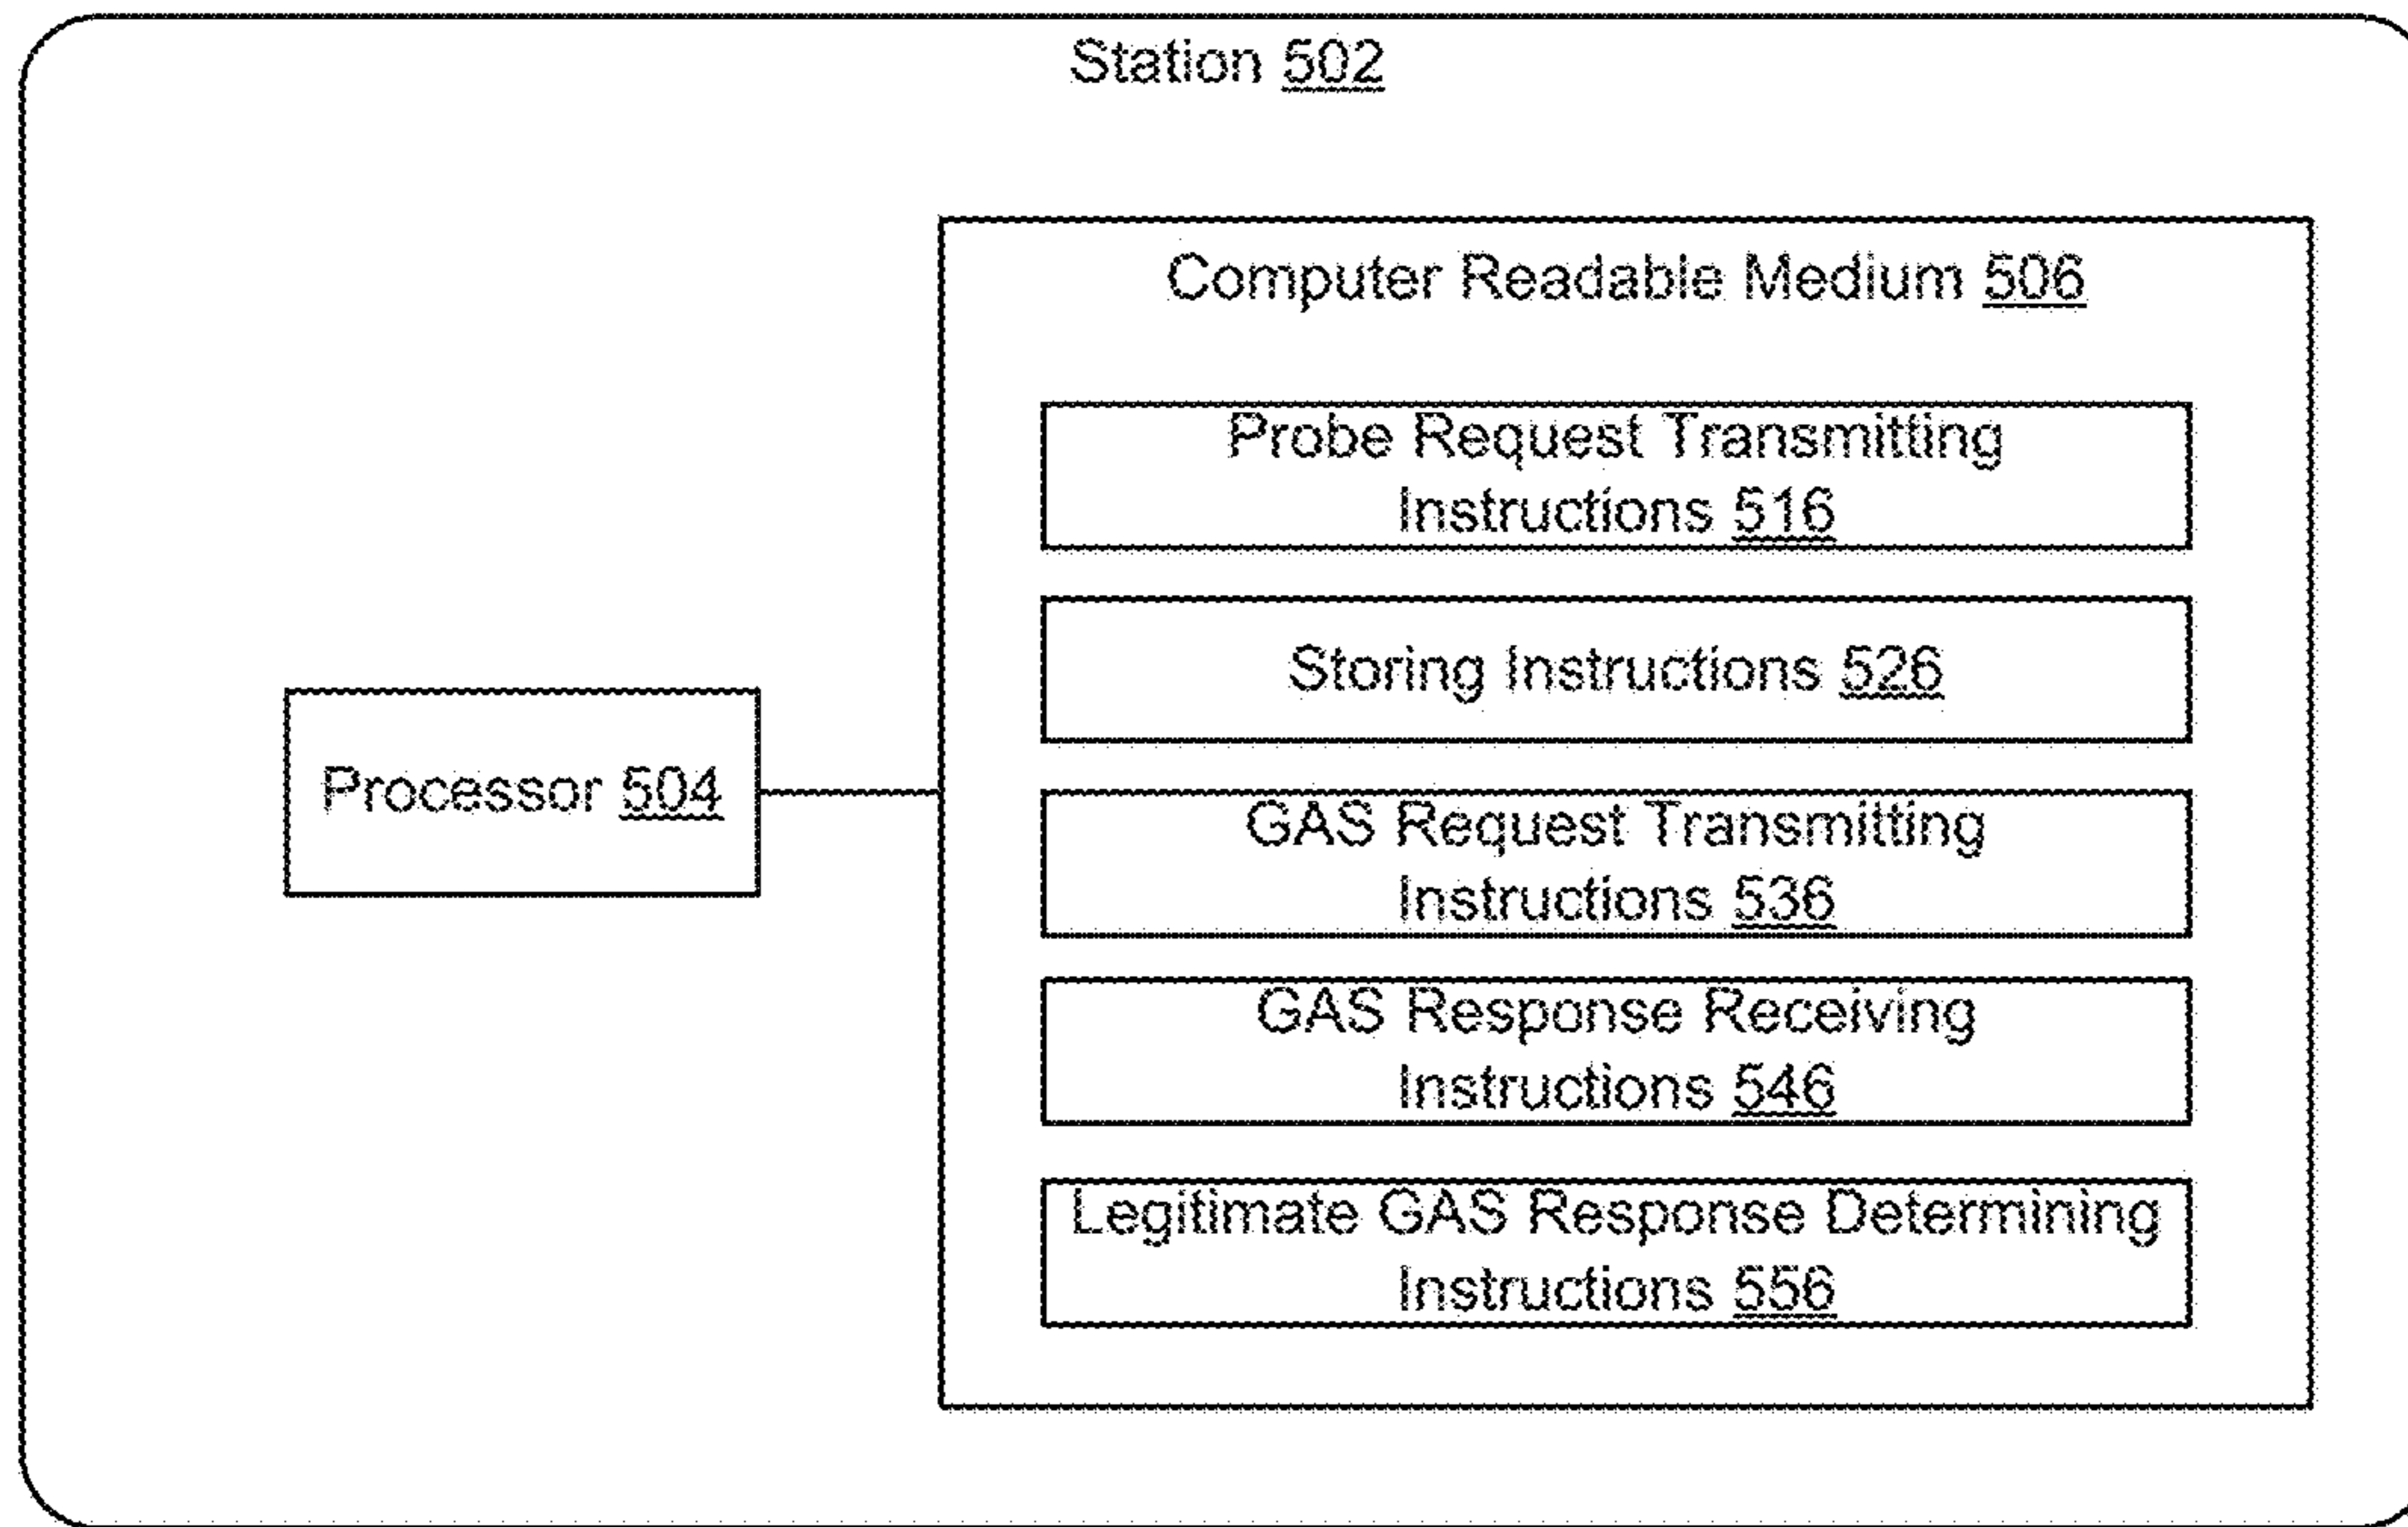 Station 502
Computer Readable Medium 506
Probe Request Transmitting
Instructions 516
Storing Instructions 526
Processor 504
GAS Request Transmitting
Instructions 536
GAS Response Receiving
Instructions 546
Legitimate GAS Response Determining
Instructions 556